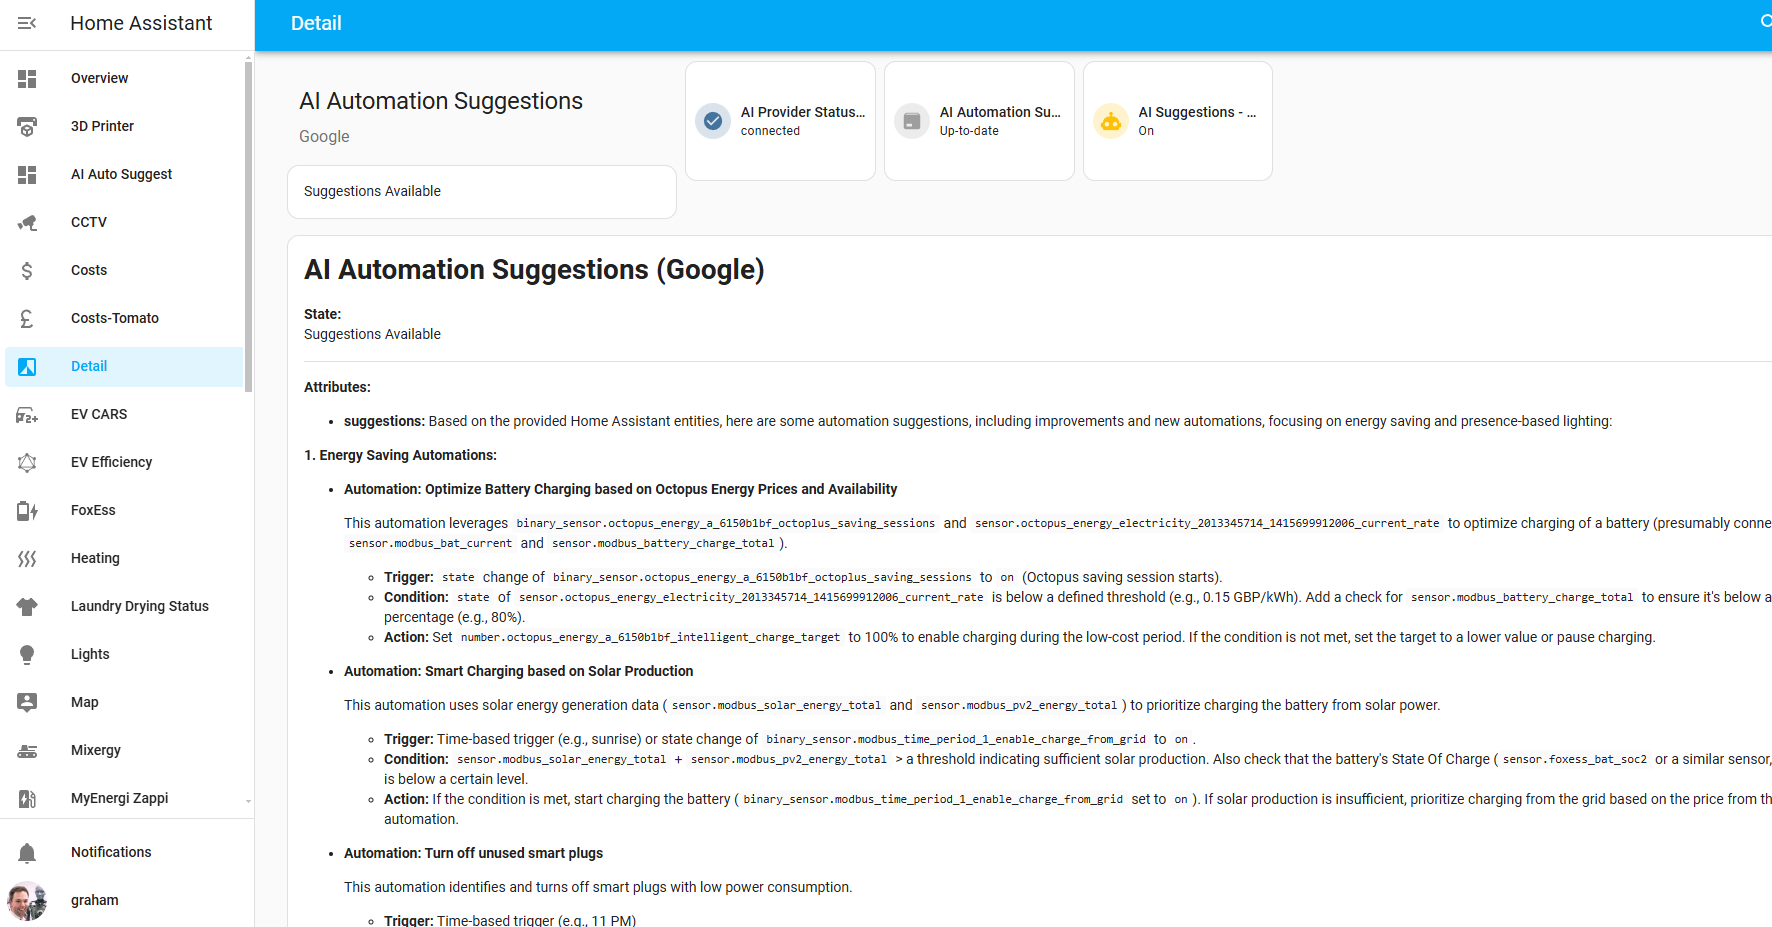 Home Assistant
Detail
Overview
3D Printer
AI Auto Suggest
CCTV
Costs
Costs-Tomato
Detail
EV CARS
EV Efficiency
FoxEss
Heating
Laundry Drying Status
Lights
Map
Mixergy
MyEnergi Zappi
Notifications
graham
AI Automation Suggestions
Google
Suggestions Available
AI Provider Status...
connected
AI Automation Su...
Up-to-date
AI Suggestions - ...
On
AI Automation Suggestions (Google)
State:
Suggestions Available
Attributes:
• suggestions: Based on the provided Home Assistant entities, here are some automation suggestions, including improvements and new automations, focusing on energy saving and presence-based lighting:
1. Energy Saving Automations:
• Automation: Optimize Battery Charging based on Octopus Energy Prices and Availability
This automation leverages binary_sensor.octopus_energy_a_6150b1bf_octoplus_saving_sessions and sensor.octopus_energy_electricity_2013345714_1415699912006_current_rate to optimize charging of a battery (presumably conne
sensor.modbus_bat_current and sensor.modbus_battery_charge_total ).
Trigger: state change of binary_sensor.octopus_energy_a_6150b1bf_octoplus_saving_sessions to on (Octopus saving session starts).
Condition: state of sensor.octopus_energy_electricity_2013345714_1415699912006_current_rate is below a defined threshold (e.g., 0.15 GBP/kWh). Add a check for sensor.modbus_battery_charge_total to ensure it's below a
percentage (e.g., 80%).
Action: Set number.octopus_energy_a_6150b1bf_intelligent_charge_target to 100% to enable charging during the low-cost period. If the condition is not met, set the target to a lower value or pause charging.
• Automation: Smart Charging based on Solar Production
This automation uses solar energy generation data ( sensor.modbus_solar_energy_total and sensor.modbus_pv2_energy_total ) to prioritize charging the battery from solar power.
Trigger: Time-based trigger (e.g., sunrise) or state change of binary_sensor.modbus_time_period_1_enable_charge_from_grid to on .
Condition: sensor.modbus_solar_energy_total + sensor.modbus_pv2_energy_total > a threshold indicating sufficient solar production. Also check that the battery's State Of Charge ( sensor.foxess_bat_soc2 or a similar sensor,
is below a certain level.
Action: If the condition is met, start charging the battery ( binary_sensor.modbus_time_period_1_enable_charge_from_grid set to on ). If solar production is insufficient, prioritize charging from the grid based on the price from th
automation.
• Automation: Turn off unused smart plugs
This automation identifies and turns off smart plugs with low power consumption.
Trigger: Time-based trigger (e.g., 11 PM)